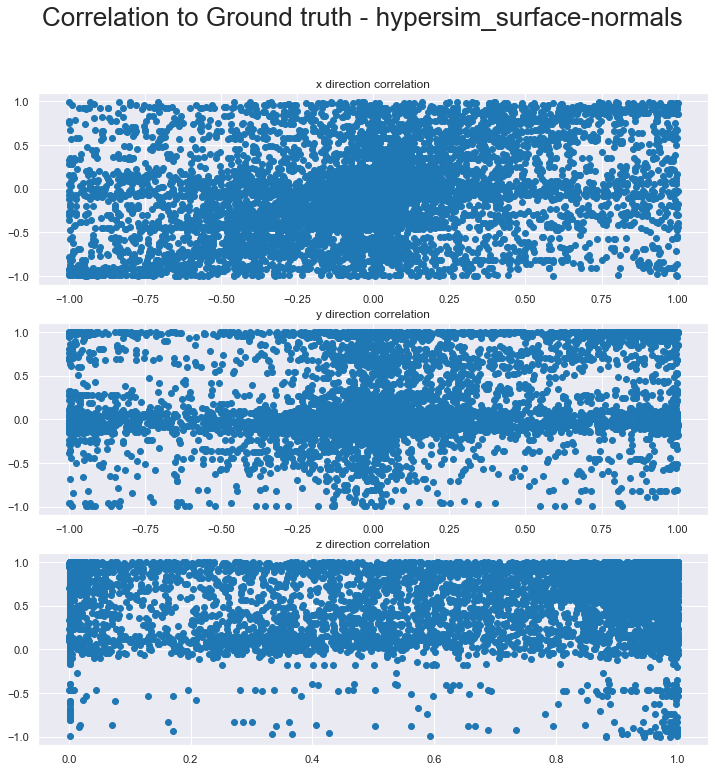 Correlation to Ground truth - hypersim_surface-normals
x direction correlation
1.0
0.5
0.0
−0.5
−1.0
−1.00 −0.75 −0.50 −0.25 0.00 0.25 0.50 0.75 1.00
y direction correlation
1.0
0.5
0.0
−0.5
−1.0
−1.00 −0.75 −0.50 −0.25 0.00 0.25 0.50 0.75 1.00
z direction correlation
1.0
0.5
0.0
−0.5
−1.0
0.0 0.2 0.4 0.6 0.8 1.0